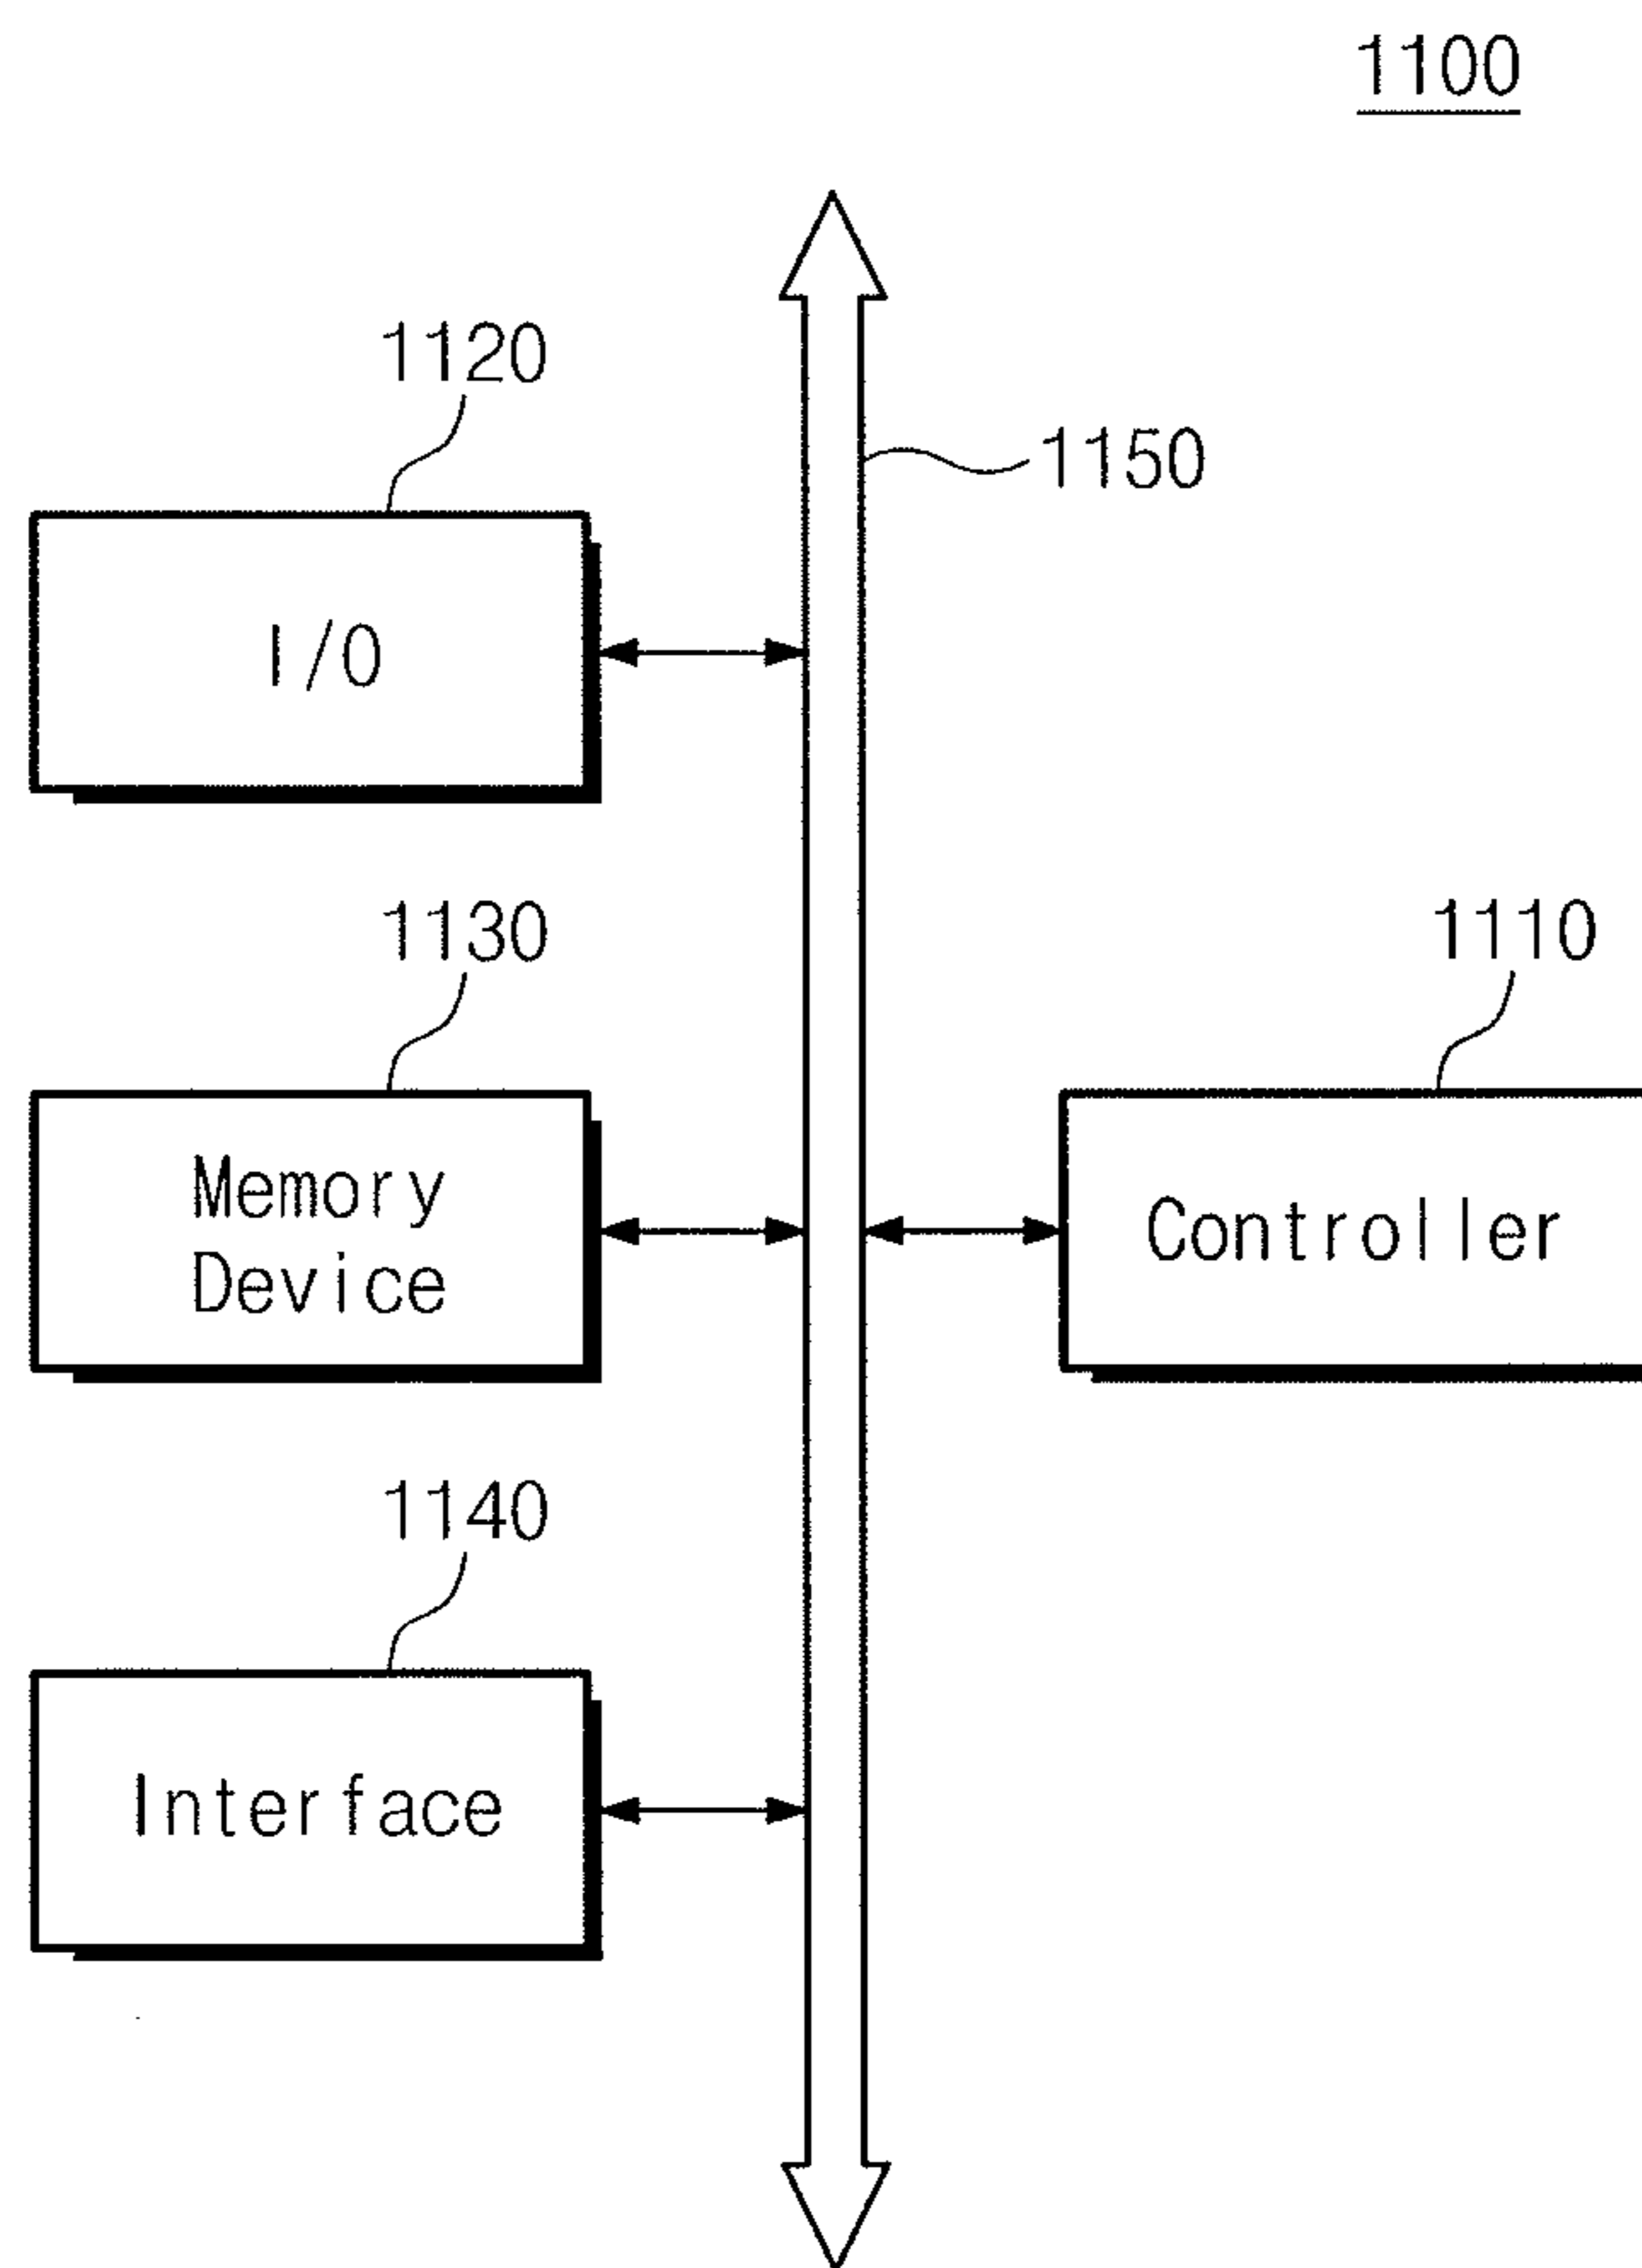 1100
1120
1150
I/O
1130
1110
Memory
Device
Controller
1140
Interface